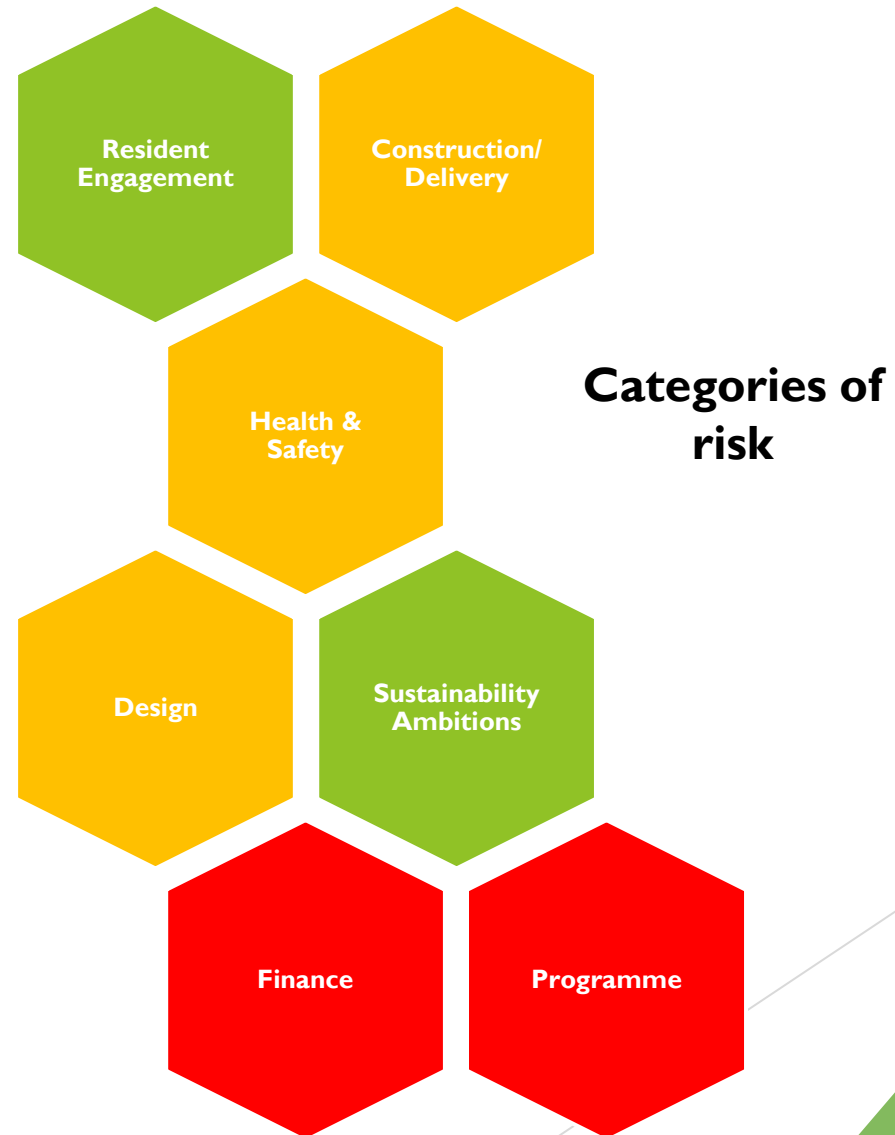 Resident
Engagement
Construction/
Delivery
Health &
Safety
Categories of
risk
Design
Sustainability
Ambitions
Finance
Programme